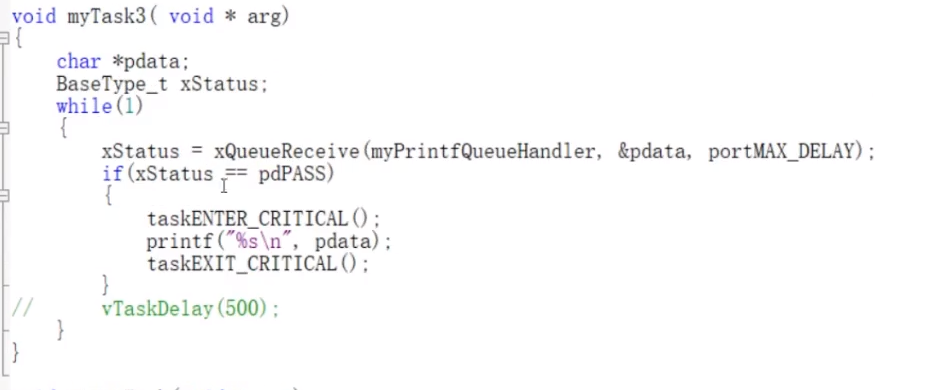 void myTask3( void * arg)
{
char *pdata;
BaseType_t xStatus;
while(1)
{
xStatus = xQueueReceive(myPrintfQueueHandler, &pdata, portMAX_DELAY);
if(xStatus == pdPASS)
{
taskENTER_CRITICAL();
printf("%s\n", pdata);
taskEXIT_CRITICAL();
}
// vTaskDelay(500);
}
}